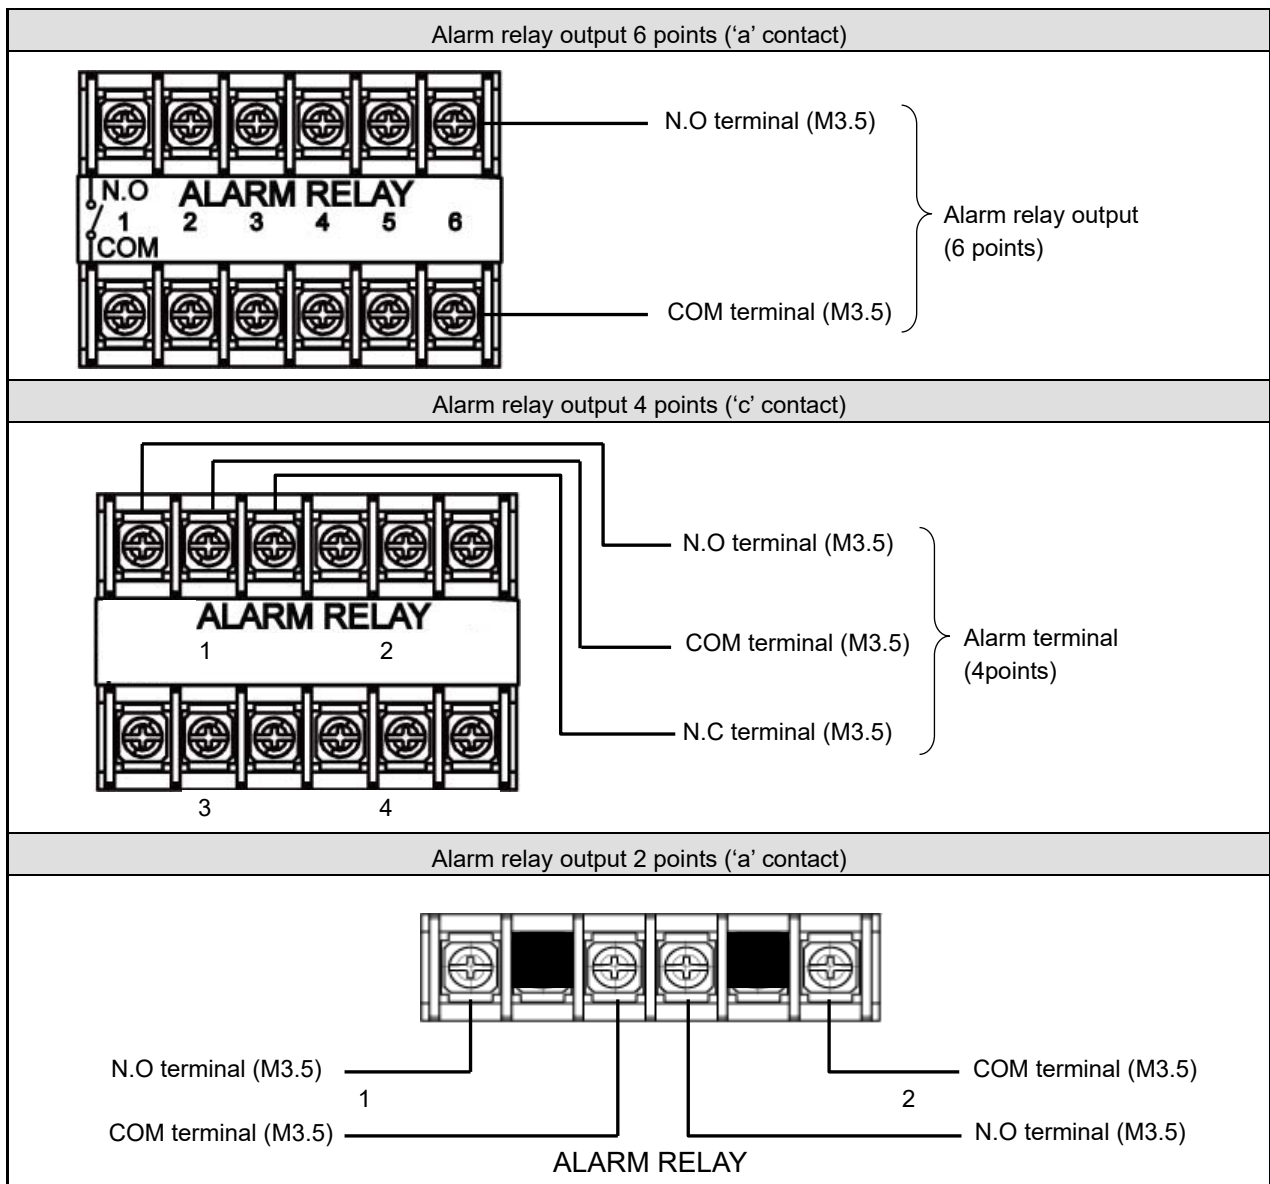 Alarm relay output 6 points (‘a’ contact)
N.O terminal (M3.5)
N.O ALARM RELAY
1 2 3 4 5 6
COM
Alarm relay output
(6 points)
COM terminal (M3.5)
Alarm relay output 4 points (‘c’ contact)
N.O terminal (M3.5)
ALARM RELAY
1 2
COM terminal (M3.5)
Alarm terminal
(4points)
N.C terminal (M3.5)
3 4
Alarm relay output 2 points (‘a’ contact)
N.O terminal (M3.5)
COM terminal (M3.5)
1 2
COM terminal (M3.5)
N.O terminal (M3.5)
ALARM RELAY